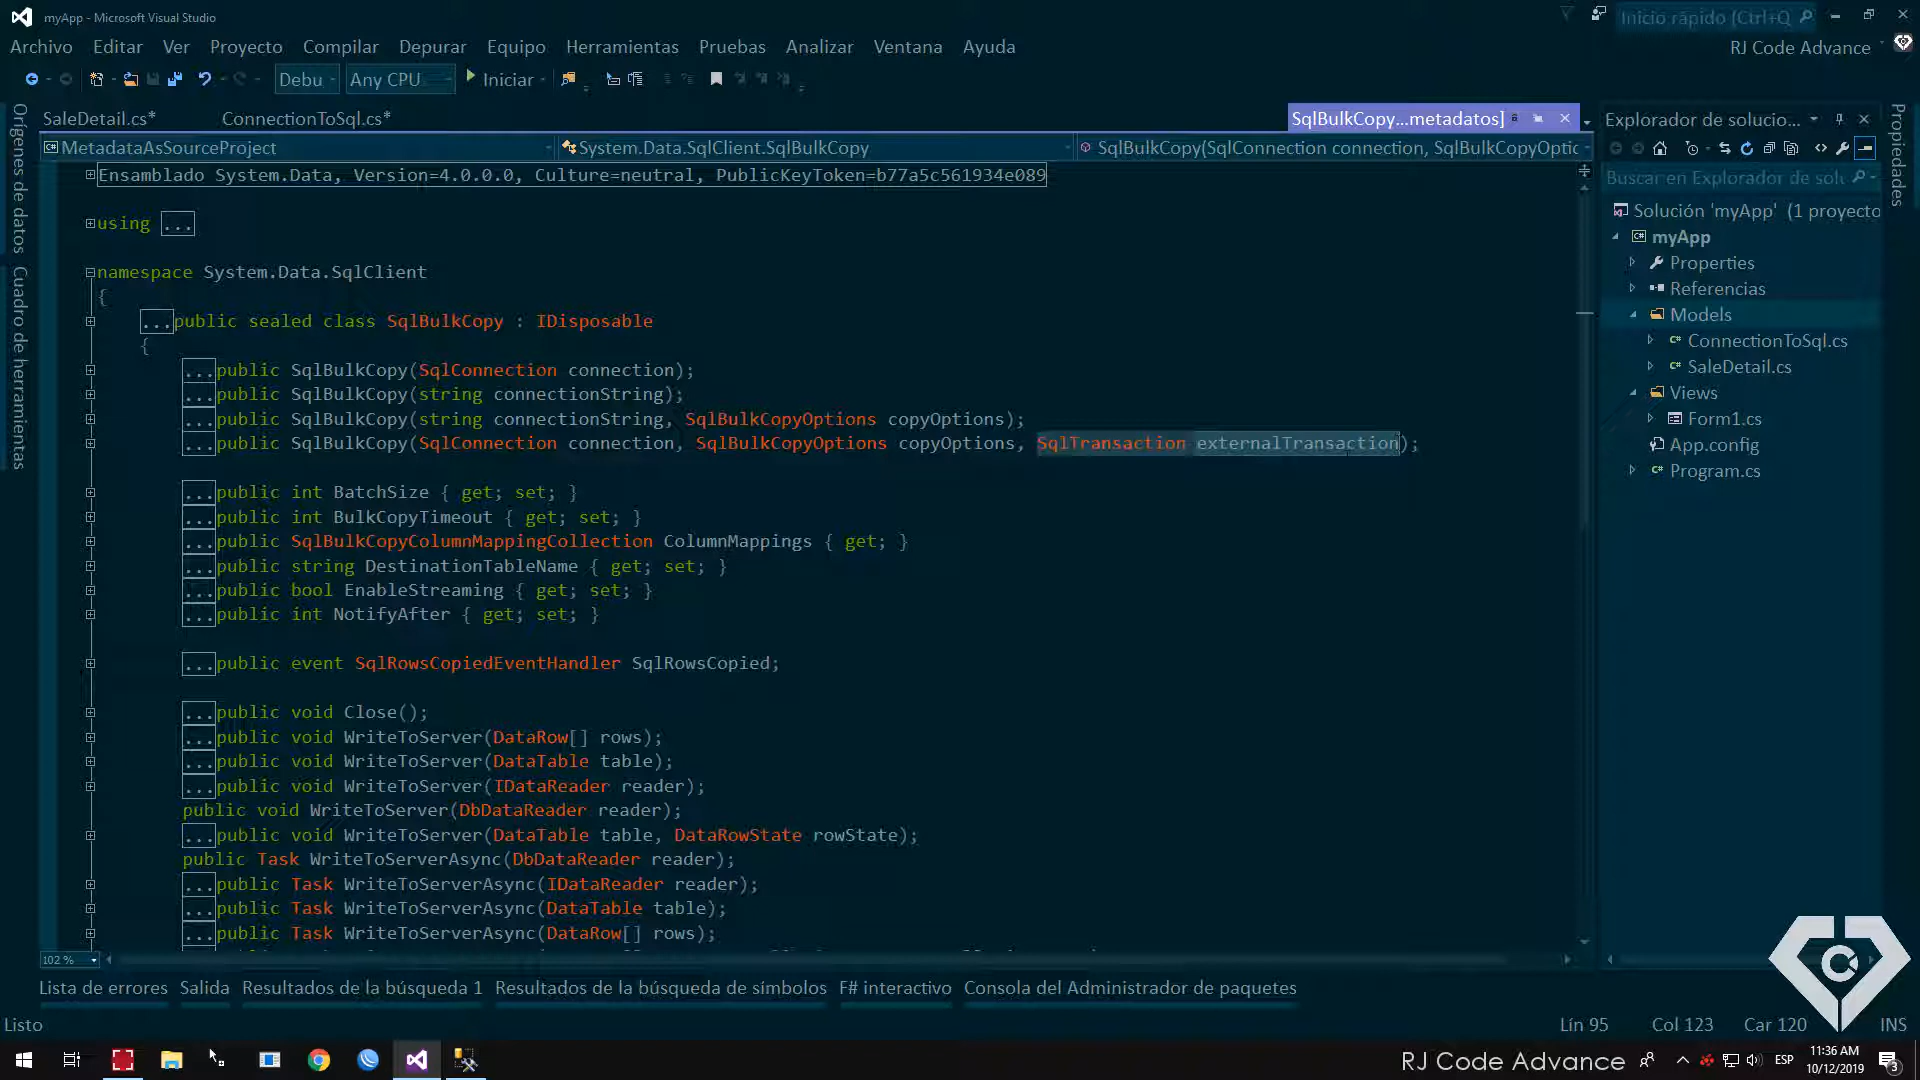 myApp - Microsoft Visual Studio
Inicio rápido (Ctrl+Q
Archivo Editar Ver Proyecto Compilar Depurar Equipo Herramientas Pruebas Analizar Ventana Ayuda
RJ Code Advance
Debu Any CPU Iniciar
SaleDetail.cs* ConnectionToSql.cs* SqlBulkCopy...metadatos]
Explorador de solucio...
MetadataAsSourceProject System.Data.SqlClient.SqlBulkCopy SqlBulkCopy(SqlConnection connection, SqlBulkCopyOptic
Buscar en Explorador de solu
Orígenes de datos
Cuadro de herramientas
Propiedades
Ensamblado System.Data, Version=4.0.0.0, Culture=neutral, PublicKeyToken=b77a5c561934e089
using ...
namespace System.Data.SqlClient
{
...public sealed class SqlBulkCopy : IDisposable
{
...public SqlBulkCopy(SqlConnection connection);
...public SqlBulkCopy(string connectionString);
...public SqlBulkCopy(string connectionString, SqlBulkCopyOptions copyOptions);
...public SqlBulkCopy(SqlConnection connection, SqlBulkCopyOptions copyOptions, SqlTransaction externalTransaction);
...public int BatchSize { get; set; }
...public int BulkCopyTimeout { get; set; }
...public SqlBulkCopyColumnMappingCollection ColumnMappings { get; }
...public string DestinationTableName { get; set; }
...public bool EnableStreaming { get; set; }
...public int NotifyAfter { get; set; }
...public event SqlRowsCopiedEventHandler SqlRowsCopied;
...public void Close();
...public void WriteToServer(DataRow[] rows);
...public void WriteToServer(DataTable table);
...public void WriteToServer(IDataReader reader);
public void WriteToServer(DbDataReader reader);
...public void WriteToServer(DataTable table, DataRowState rowState);
public Task WriteToServerAsync(DbDataReader reader);
...public Task WriteToServerAsync(IDataReader reader);
...public Task WriteToServerAsync(DataTable table);
...public Task WriteToServerAsync(DataRow[] rows);
Solución 'myApp' (1 proyecto
myApp
Properties
Referencias
Models
ConnectionToSql.cs
SaleDetail.cs
Views
Form1.cs
App.config
Program.cs
102 %
Lista de errores Salida Resultados de la búsqueda 1 Resultados de la búsqueda de símbolos F# interactivo Consola del Administrador de paquetes
Listo Lín 95 Col 123 Car 120 INS
RJ Code Advance
ESP
11:36 AM
10/12/2019
3